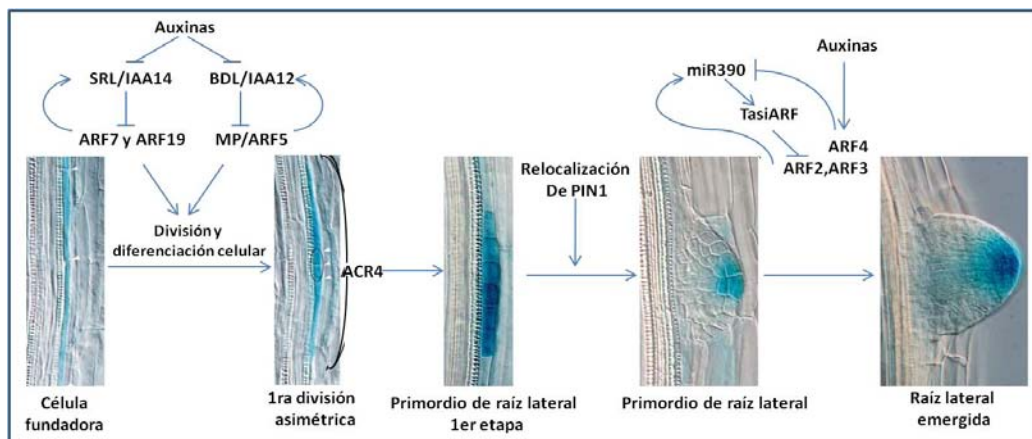 Auxinas
SRL/IAA14
BDL/IAA12
ARF7 y ARF19
MP/ARF5
División y
diferenciación celular
ACR4
Relocalización
De PIN1
Auxinas
miR390
TasiARF
ARF4
ARF2,ARF3
Célula
fundadora
1ra división
asimétrica
Primordio de raíz lateral
1er etapa
Primordio de raíz lateral
Raíz lateral
emergida